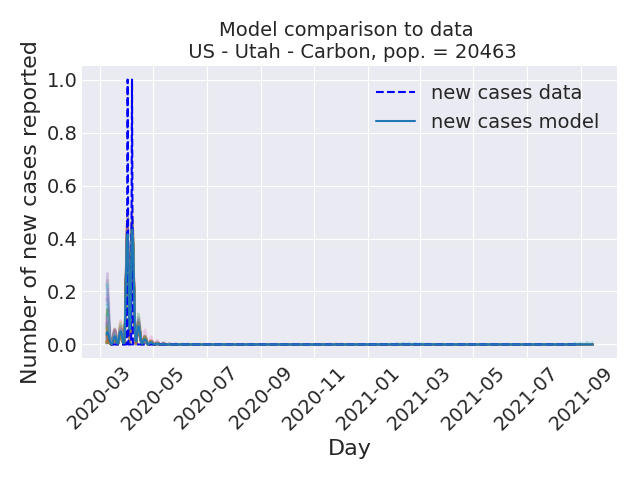 Model comparison to data
US - Utah - Carbon, pop. = 20463
Number of new cases reported
1.0
0.8
0.6
0.4
0.2
0.0
new cases data
new cases model
2020-03
2020-05
2020-07
2020-09
2020-11
2021-01
2021-03
2021-05
2021-07
2021-09
Day